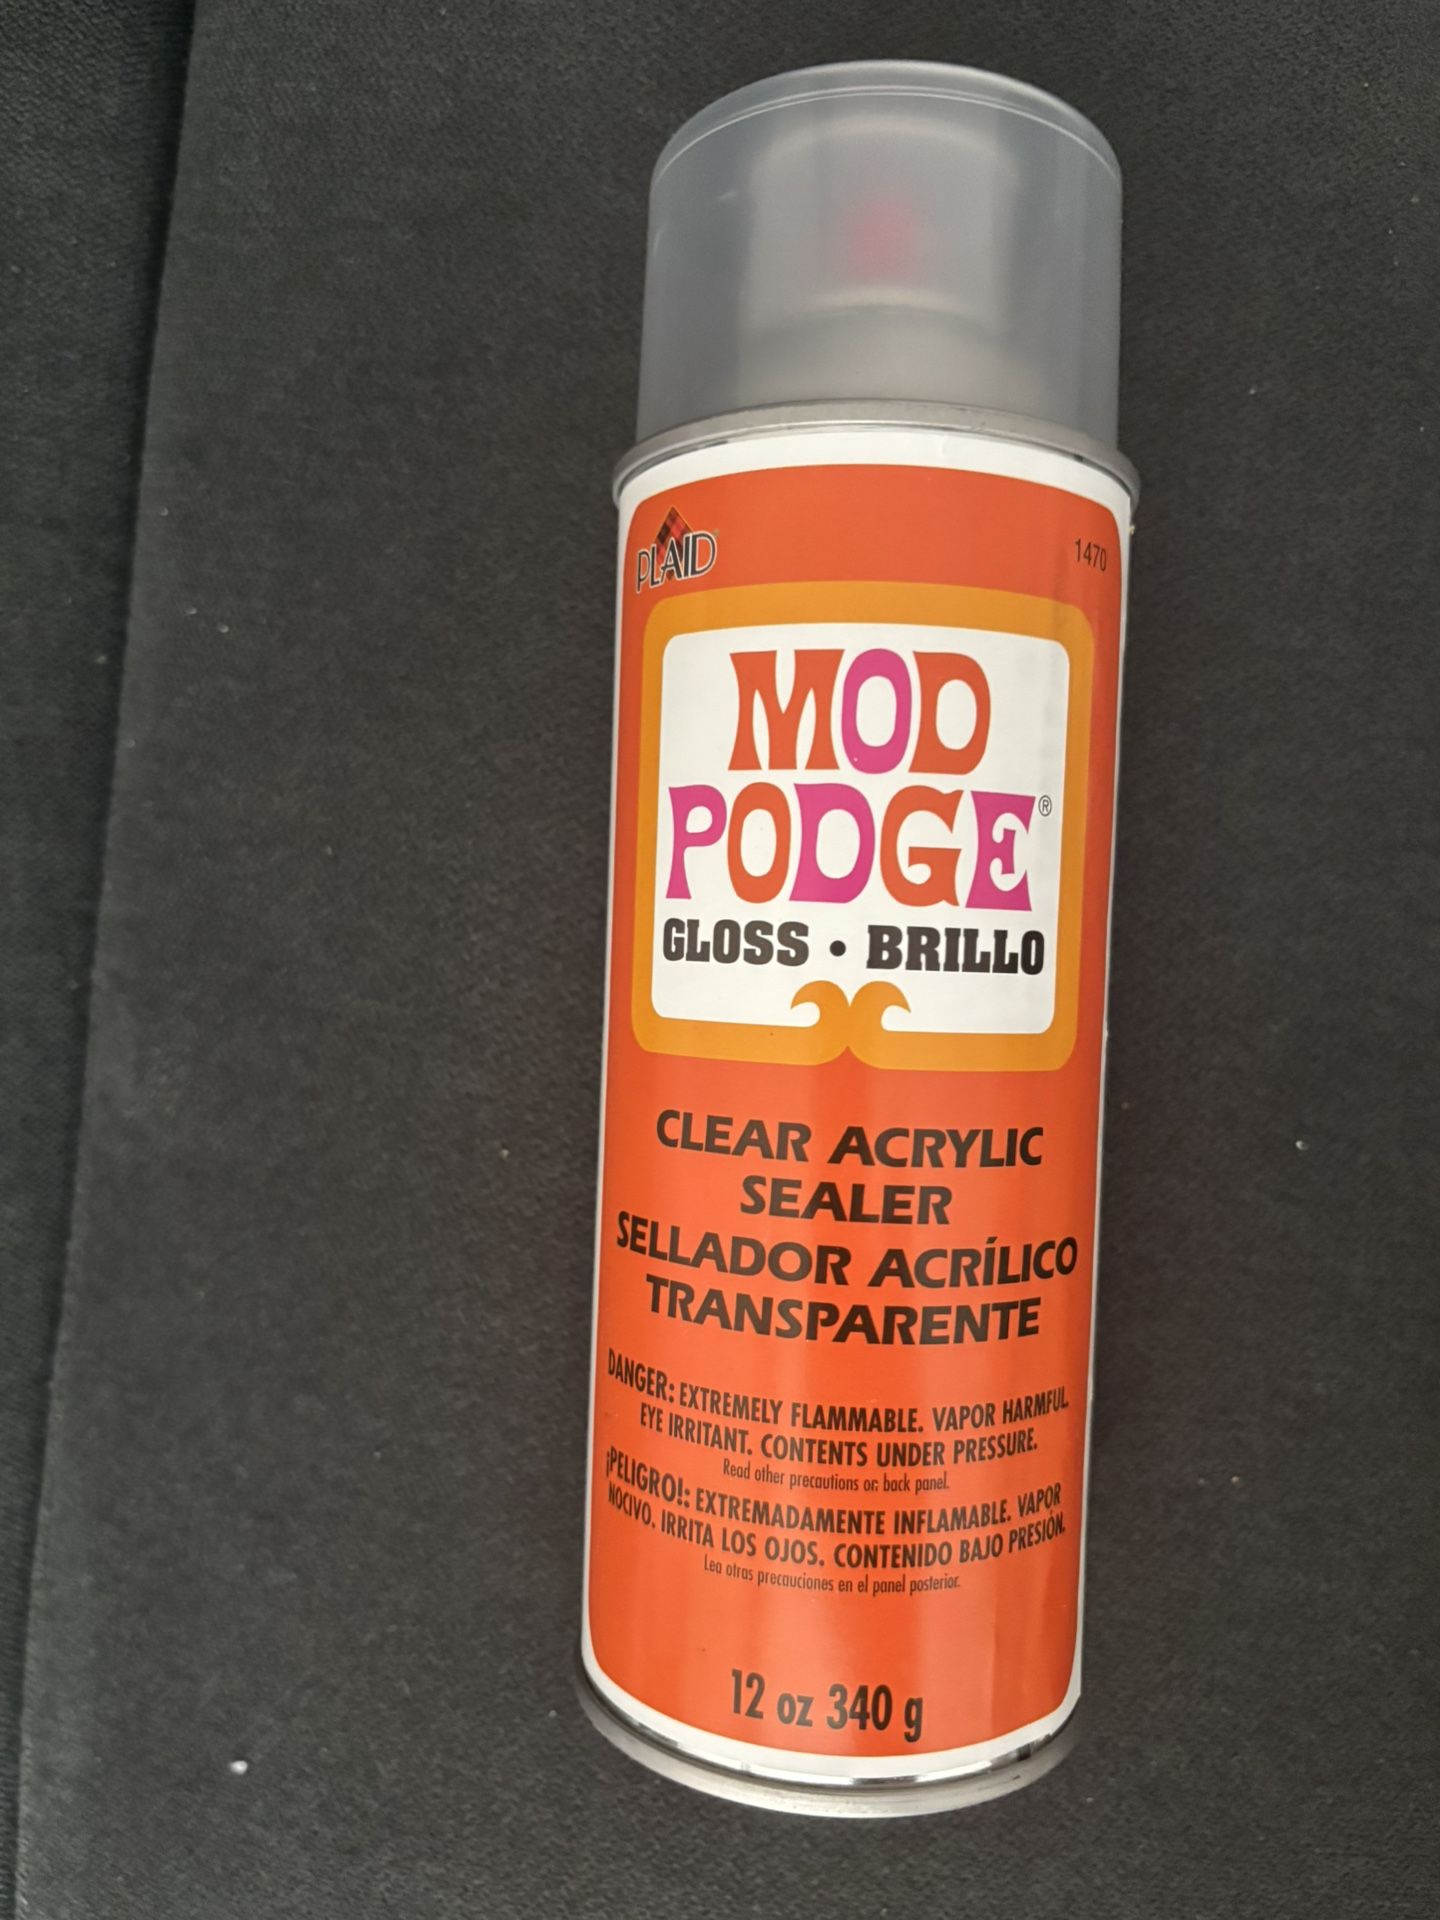 PLAID
1470
MOD
PODGE®
GLOSS • BRILLO
CLEAR ACRYLIC
SEALER
SELLADOR ACRÍLICO
TRANSPARENTE
DANGER: EXTREMELY FLAMMABLE. VAPOR HARMFUL.
EYE IRRITANT. CONTENTS UNDER PRESSURE.
Read other precautions on back panel.
¡PELIGRO!: EXTREMADAMENTE INFLAMABLE. VAPOR
NOCIVO. IRRITA LOS OJOS. CONTENIDO BAJO PRESIÓN.
Lea otras precauciones en el panel posterior.
12 oz 340 g